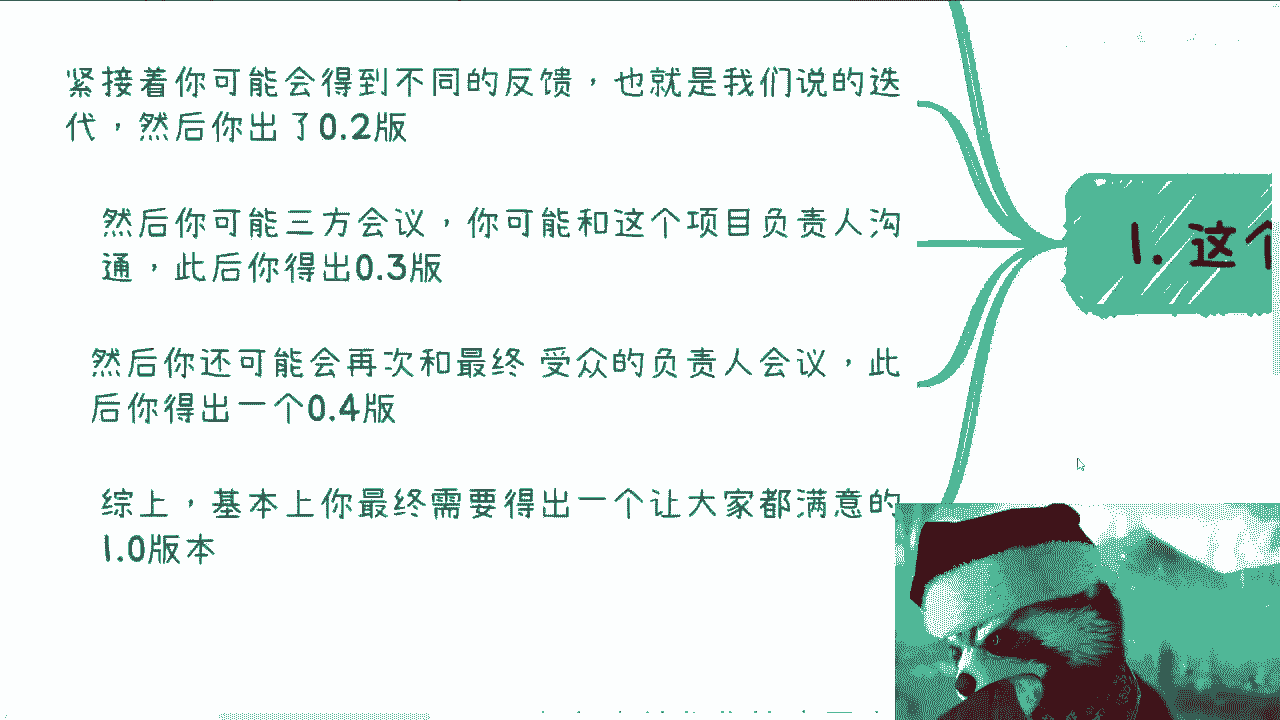 紧接着你可能会得到不同的反馈，也就是我们说的迭
代，然后你出了0.2版
然后你可能三方会议，你可能和这个项目负责人沟
通，此后你得出0.3版
然后你还可能会再次和最终 受众的负责人会议，此
后你得出一个0.4版
综上，基本上你最终需要得出一个让大家都满意的
1.0版本
1. 这个